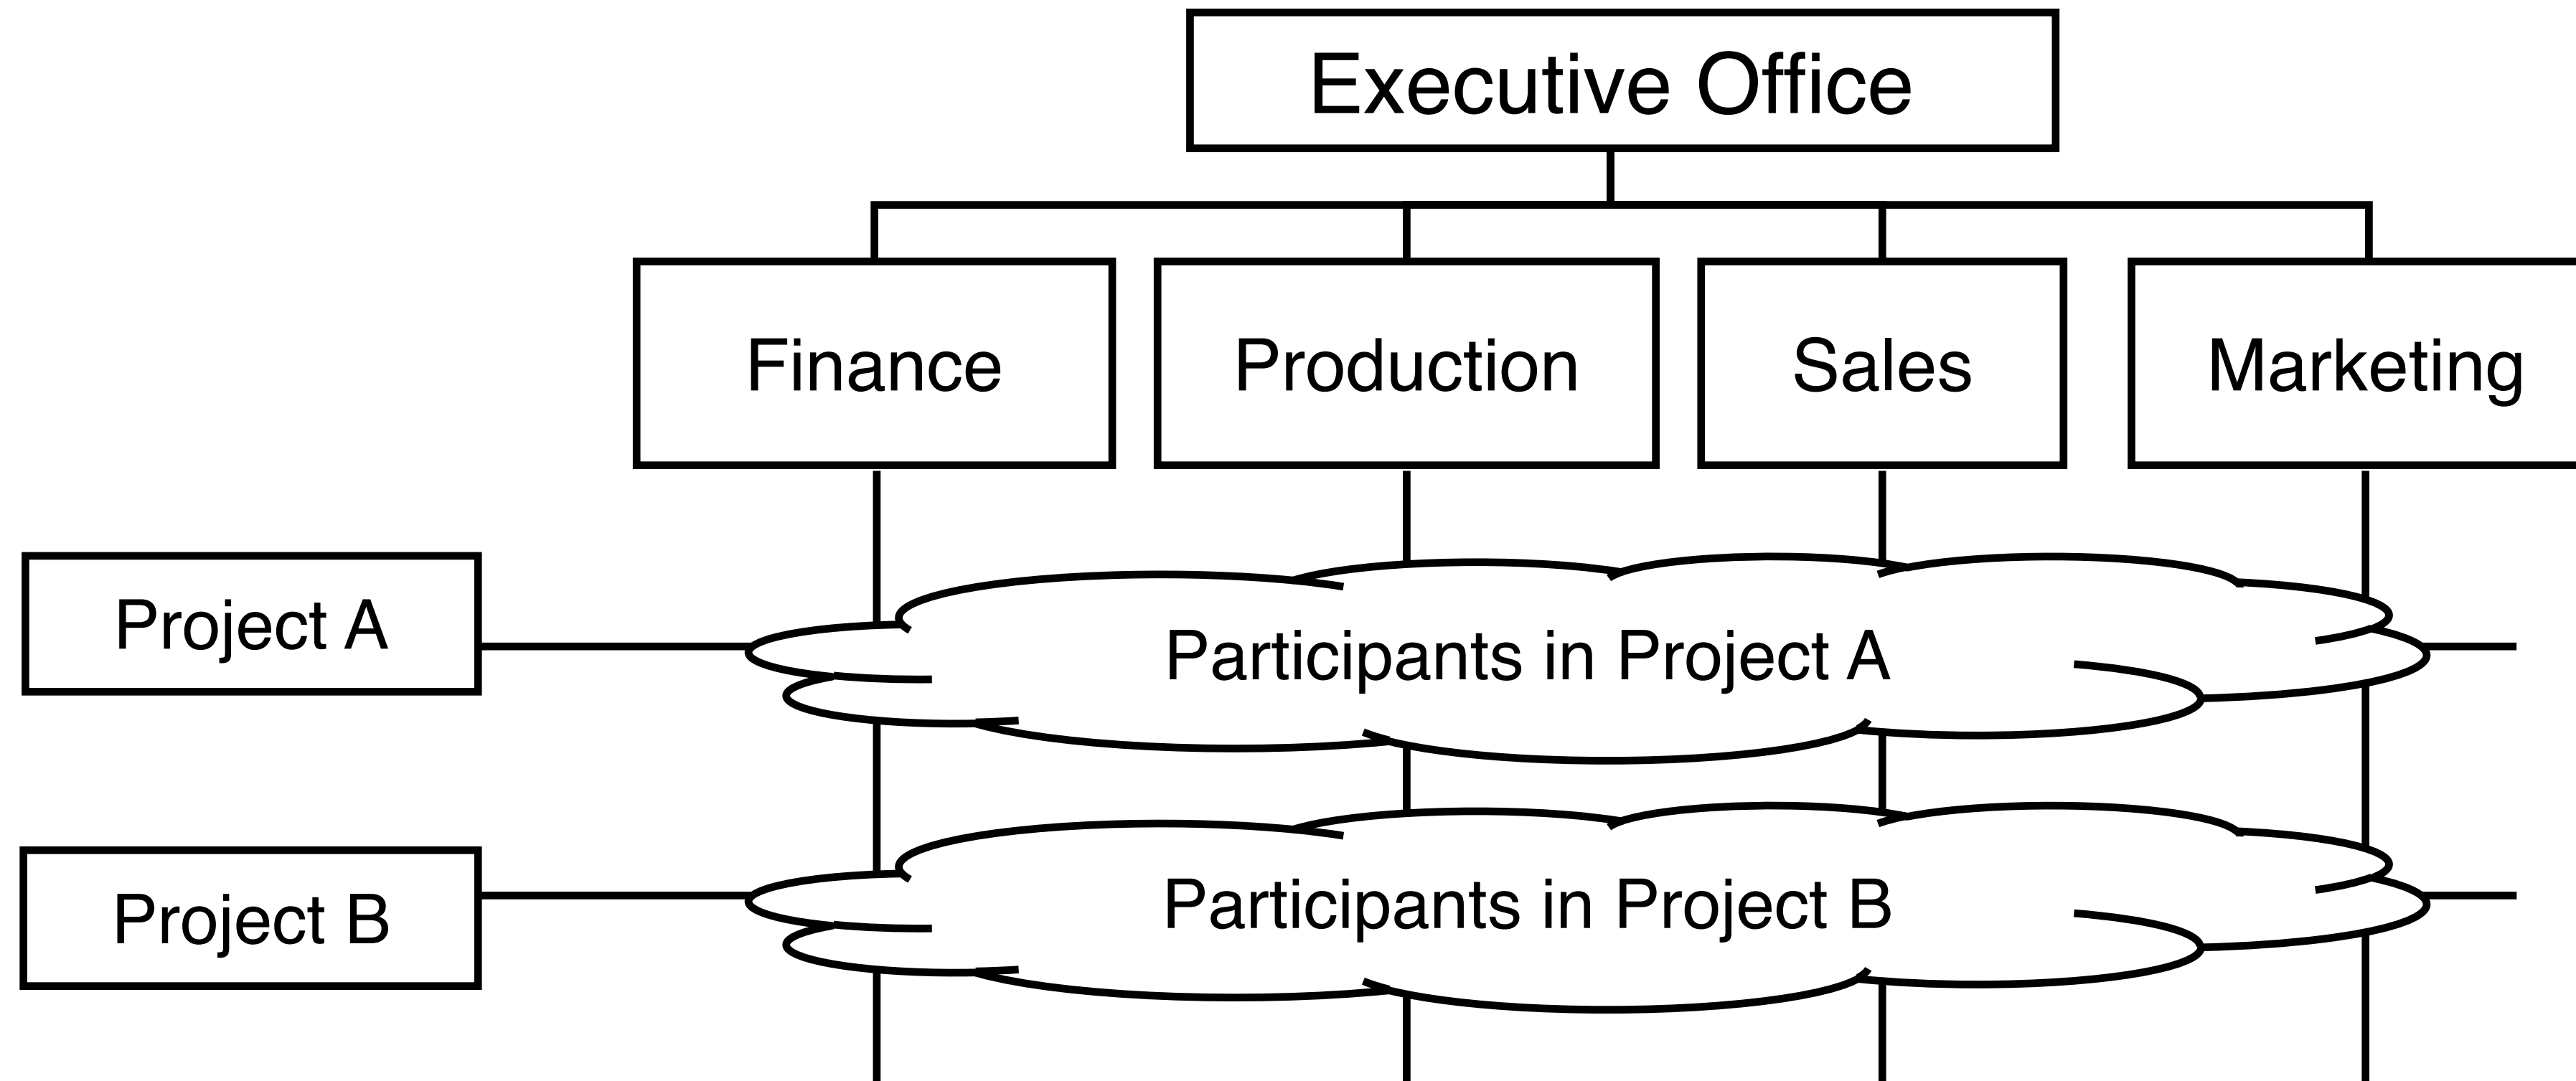 Executive Office
Finance
Production
Sales
Marketing
Project A
Participants in Project A
Project B
Participants in Project B